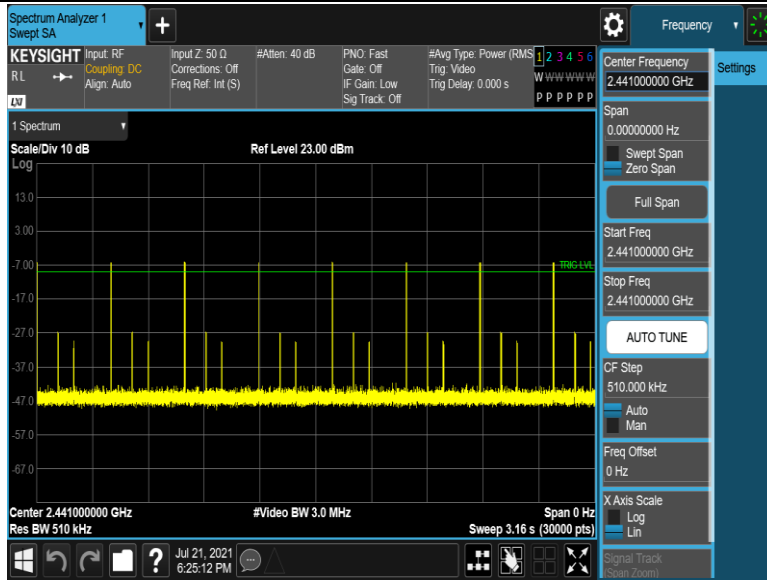 Spectrum Analyzer 1
Swept SA
Frequency
KEYSIGHT
RL
LXI
Input: RF
Coupling: DC
Align: Auto
Input Z: 50 Ω
Corrections: Off
Freq Ref: Int (S)
#Atten: 40 dB
PNO: Fast
Gate: Off
IF Gain: Low
Sig Track: Off
#Avg Type: Power (RMS
Trig: Video
Trig Delay: 0.000 s
1 2 3 4 5 6
W W W W W W
P P P P P P
Center Frequency
2.441000000 GHz
Settings
Span
0.00000000 Hz
Swept Span
Zero Span
Full Span
Start Freq
2.441000000 GHz
Stop Freq
2.441000000 GHz
AUTO TUNE
CF Step
510.000 kHz
Auto
Man
Freq Offset
0 Hz
X Axis Scale
Log
Lin
Signal Track
(Span Zoom)
1 Spectrum
Scale/Div 10 dB
Ref Level 23.00 dBm
Log
13.0
3.00
-7.00
TRIG LVL
-17.0
-27.0
-37.0
-47.0
-57.0
-67.0
Center 2.441000000 GHz
#Video BW 3.0 MHz
Span 0 Hz
Res BW 510 kHz
Sweep 3.16 s (30000 pts)
Jul 21, 2021
6:25:12 PM